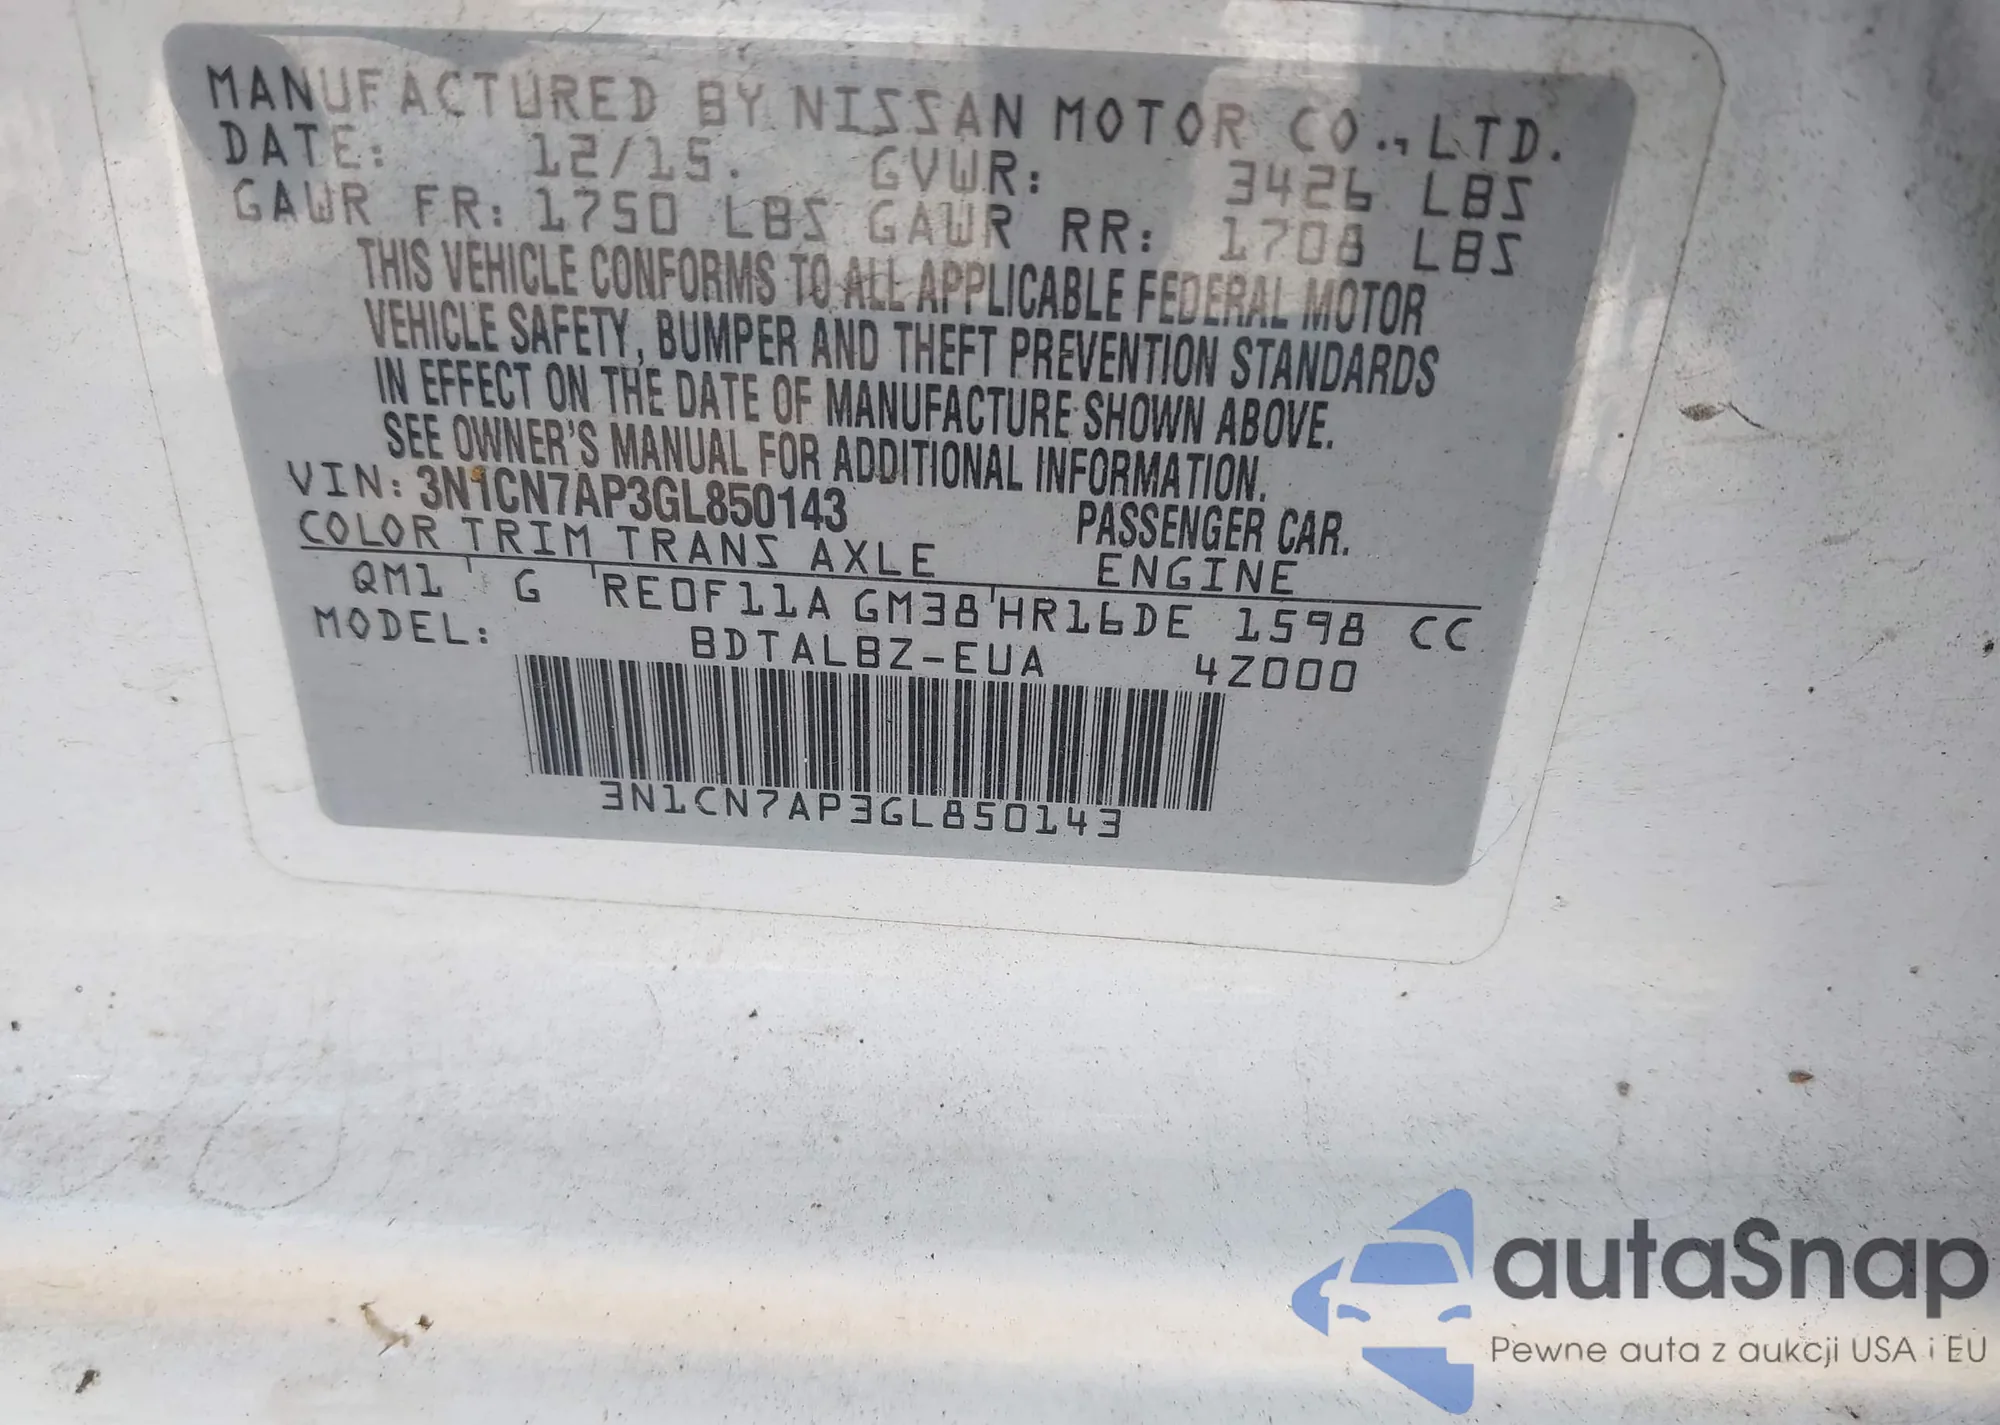 MANUFACTURED BY NISSAN MOTOR CO., LTD.
DATE: 12/15. GVWR: 3426 LBS
GAWR FR: 1750 LBS GAWR RR: 1708 LBS
THIS VEHICLE CONFORMS TO ALL APPLICABLE FEDERAL MOTOR
VEHICLE SAFETY, BUMPER AND THEFT PREVENTION STANDARDS
IN EFFECT ON THE DATE OF MANUFACTURE SHOWN ABOVE.
SEE OWNER'S MANUAL FOR ADDITIONAL INFORMATION.
VIN: 3N1CN7AP3GL850143 PASSENGER CAR.
COLOR TRIM TRANS AXLE ENGINE
QM1 G RE0F11A GM38 HR16DE 1598 CC
MODEL: BDTALBZ-EUA 4Z000
3N1CN7AP3GL850143
autaSnap
Pewne auta z aukcji USA i EU